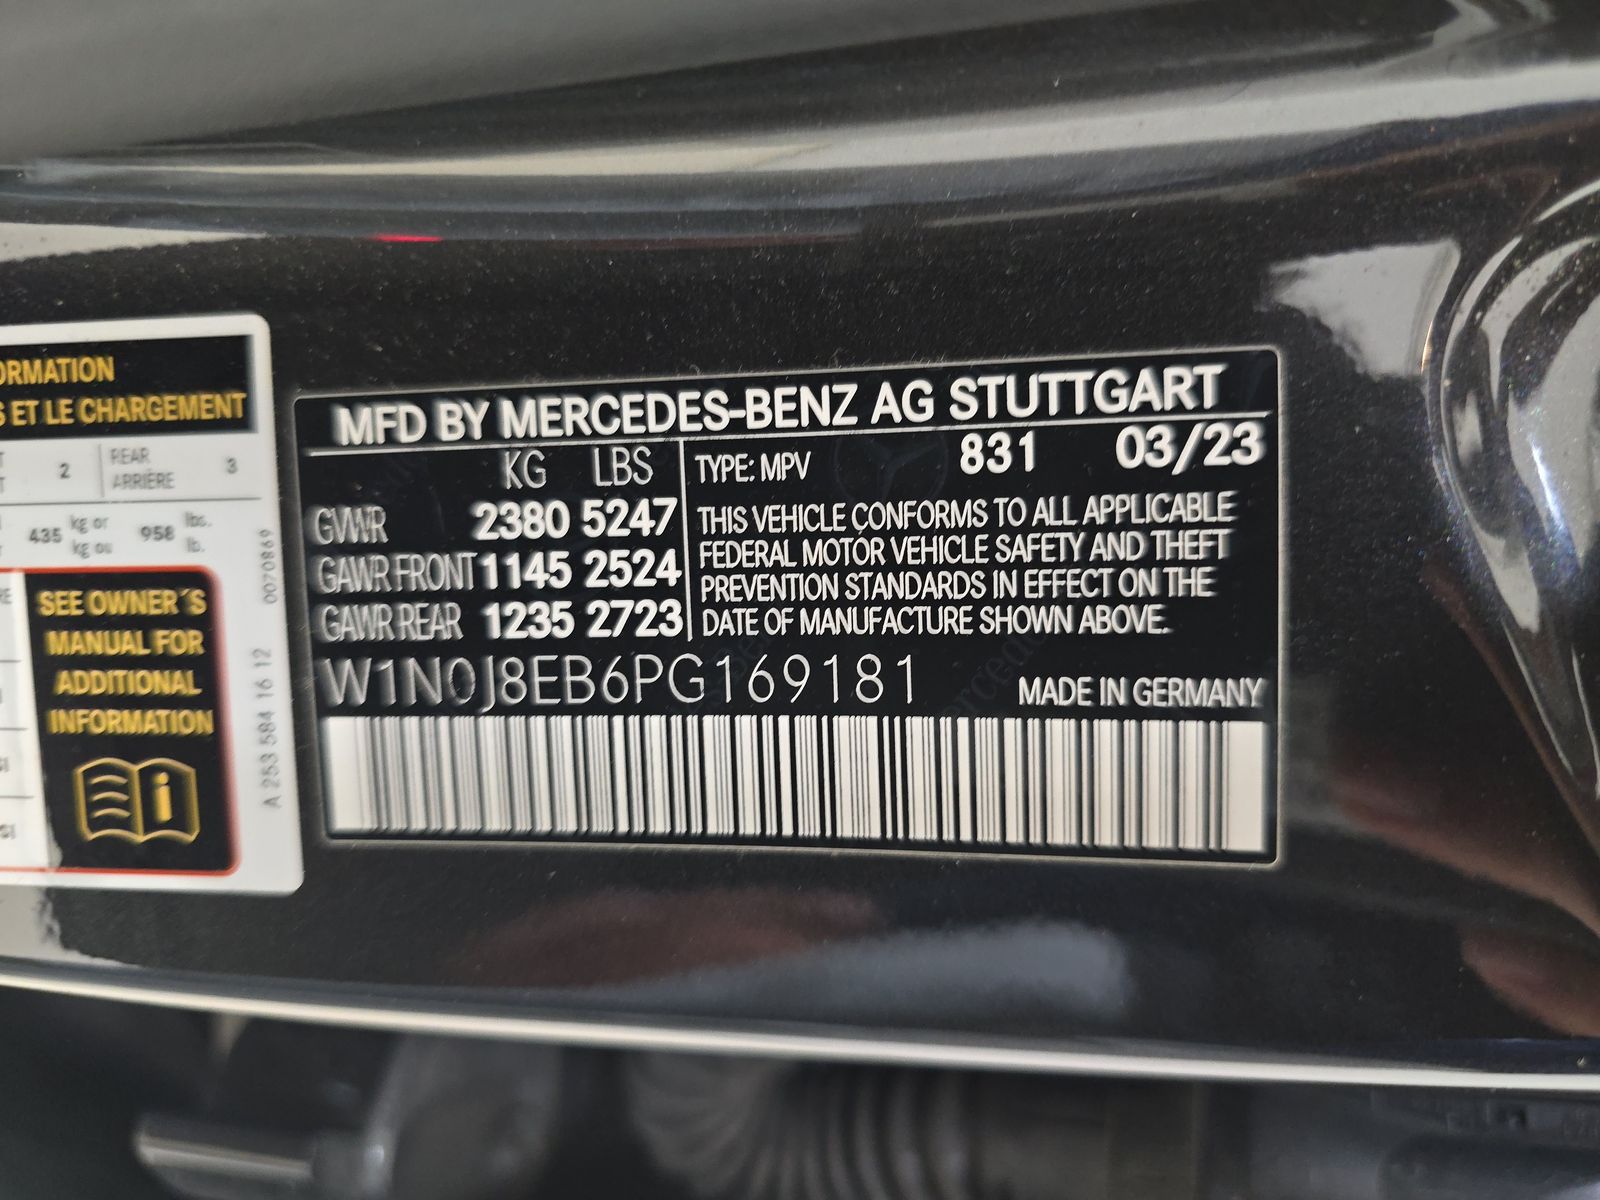 ORMATION
S ET LE CHARGEMENT
2 REAR ARRIÈRE 3
435 kg or kg ou 958 lbs. lb.
SEE OWNER´S
MANUAL FOR
ADDITIONAL
INFORMATION
A 253 584 16 12 0070869
MFD BY MERCEDES-BENZ AG STUTTGART
KG LBS
GVWR 2380 5247
GAWR FRONT 1145 2524
GAWR REAR 1235 2723
TYPE: MPV 831 03/23
THIS VEHICLE CONFORMS TO ALL APPLICABLE
FEDERAL MOTOR VEHICLE SAFETY AND THEFT
PREVENTION STANDARDS IN EFFECT ON THE
DATE OF MANUFACTURE SHOWN ABOVE.
W1N0J8EB6PG169181
MADE IN GERMANY